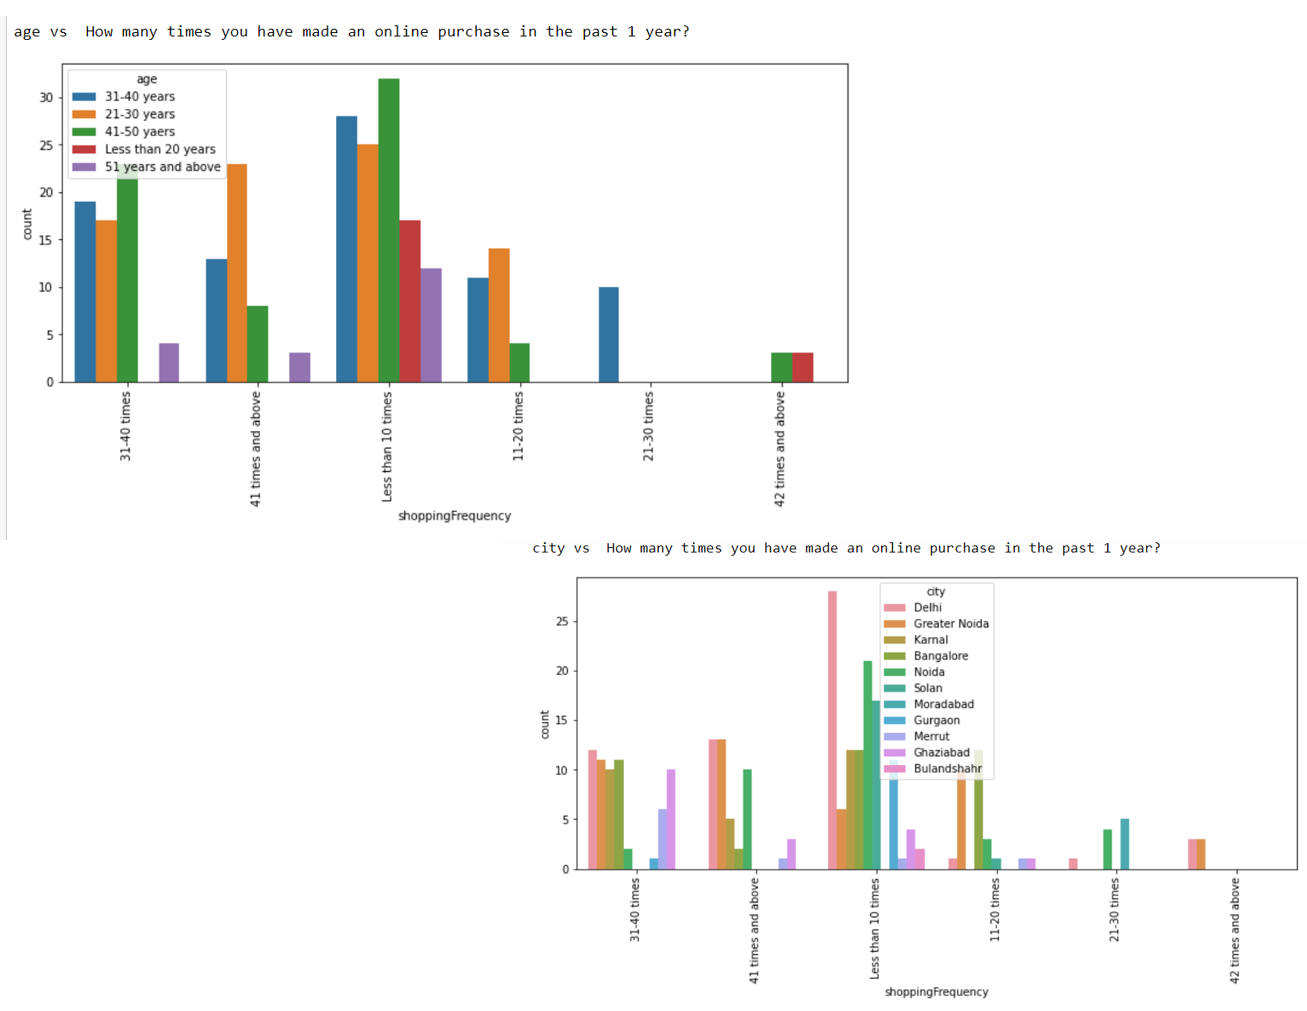 age vs  How many times you have made an online purchase in the past 1 year?
age
31-40 years
21-30 years
41-50 yaers
Less than 20 years
51 years and above
30
25
20
15
10
5
0
count
31-40 times
41 times and above
Less than 10 times
11-20 times
21-30 times
42 times and above
shoppingFrequency
city vs  How many times you have made an online purchase in the past 1 year?
city
Delhi
Greater Noida
Karnal
Bangalore
Noida
Solan
Moradabad
Gurgaon
Merrut
Ghaziabad
Bulandshahr
25
20
15
10
5
0
count
31-40 times
41 times and above
Less than 10 times
11-20 times
21-30 times
42 times and above
shoppingFrequency